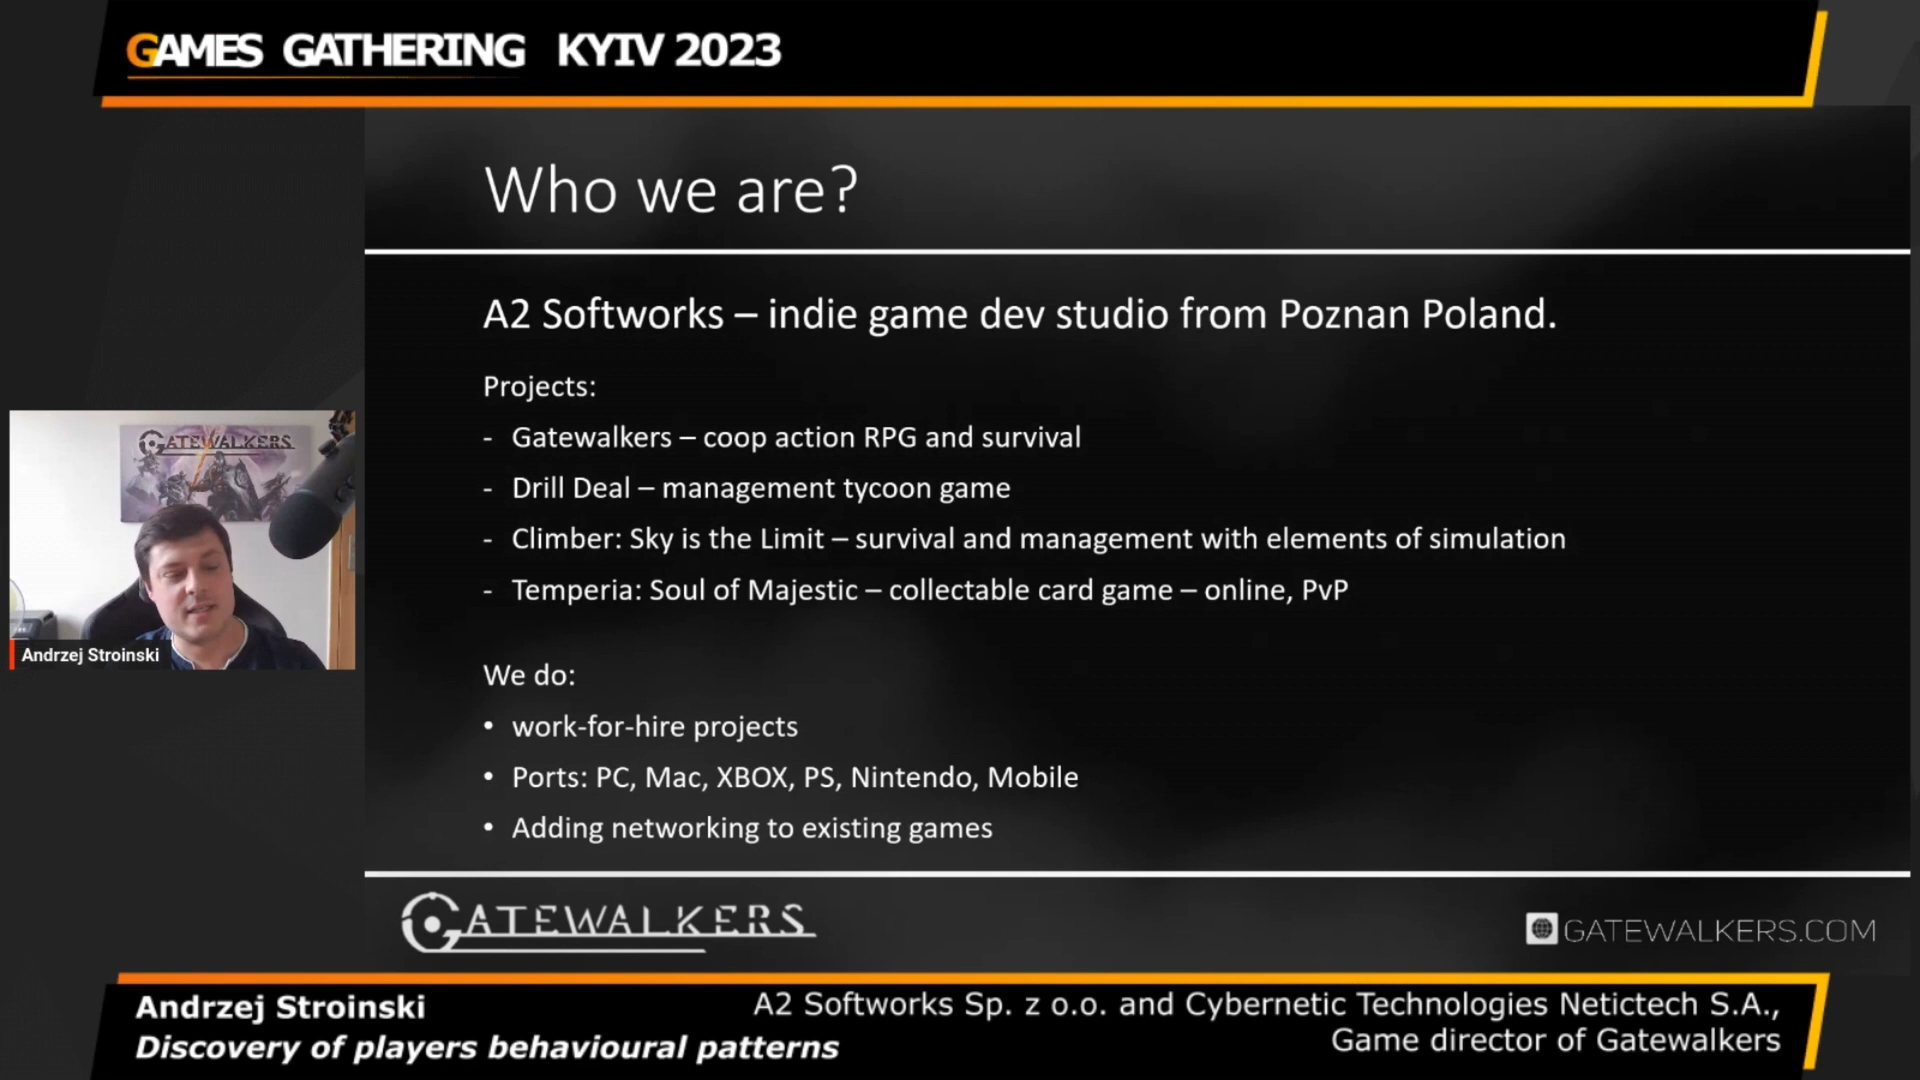 GAMES GATHERING KYIV 2023
Who we are?
A2 Softworks – indie game dev studio from Poznan Poland.
Projects:
- Gatewalkers – coop action RPG and survival
- Drill Deal – management tycoon game
- Climber: Sky is the Limit – survival and management with elements of simulation
- Temperia: Soul of Majestic – collectable card game – online, PvP
GATEWALKERS
Andrzej Stroinski
We do:
• work-for-hire projects
• Ports: PC, Mac, XBOX, PS, Nintendo, Mobile
• Adding networking to existing games
GATEWALKERS
GATEWALKERS.COM
Andrzej Stroinski
Discovery of players behavioural patterns
A2 Softworks Sp. z o.o. and Cybernetic Technologies Netictech S.A.,
Game director of Gatewalkers